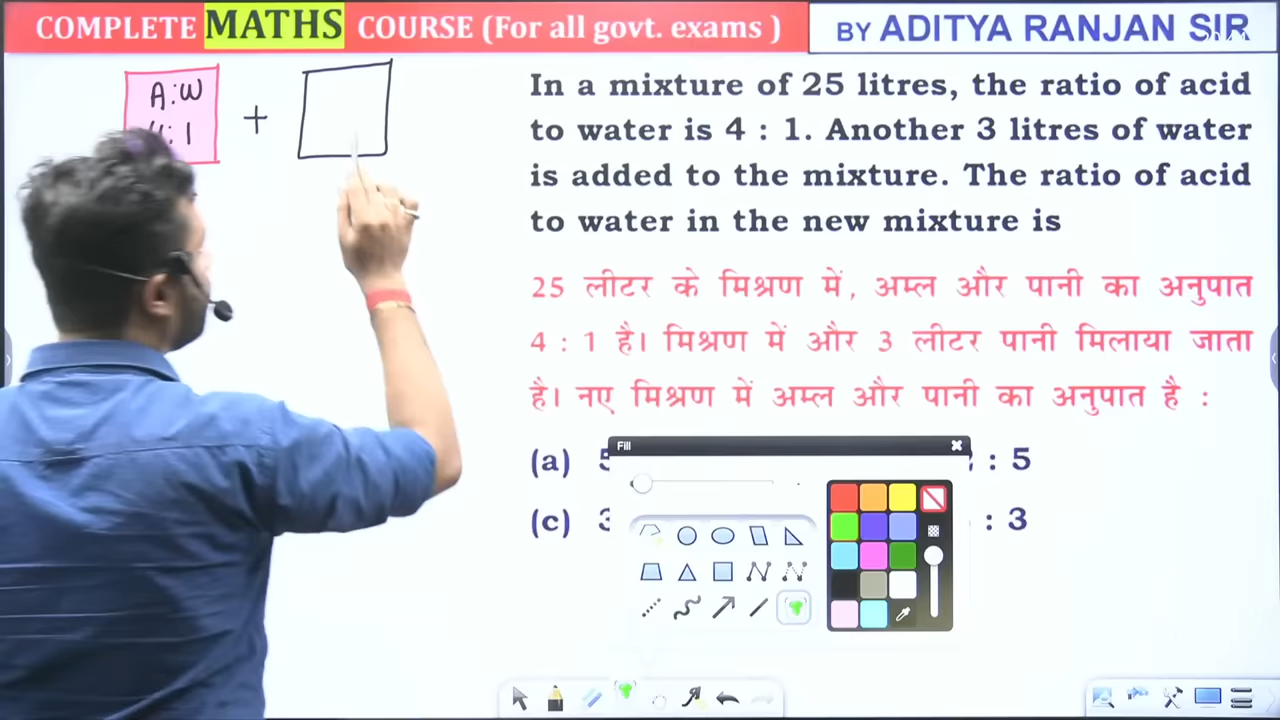 COMPLETE MATHS COURSE (For all govt. exams )
BY ADITYA RANJAN SIR
A:W
: 1
+
In a mixture of 25 litres, the ratio of acid
to water is 4 : 1. Another 3 litres of water
is added to the mixture. The ratio of acid
to water in the new mixture is
25 लीटर के मिश्रण में, अम्ल और पानी का अनुपात
4 : 1 है। मिश्रण में और 3 लीटर पानी मिलाया जाता
है। नए मिश्रण में अम्ल और पानी का अनुपात है :
(a) 5 : 5
Fill
(c) 3 : 3